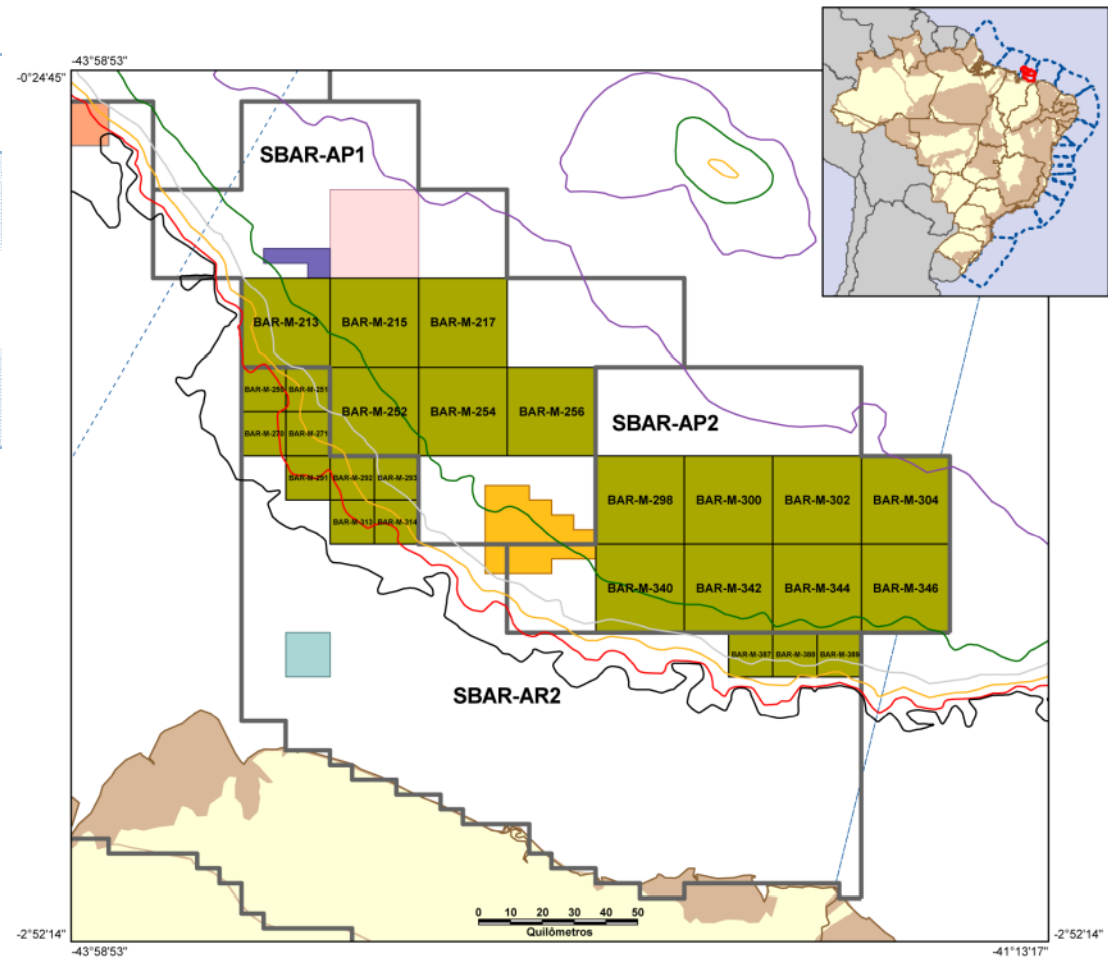 -43°58'53"
-0°24'45"
SBAR-AP1
BAR-M-213
BAR-M-215
BAR-M-217
BAR-M-250
BAR-M-251
BAR-M-252
BAR-M-254
BAR-M-256
SBAR-AP2
BAR-M-270
BAR-M-271
BAR-M-291
BAR-M-292
BAR-M-293
BAR-M-298
BAR-M-300
BAR-M-302
BAR-M-304
BAR-M-313
BAR-M-314
BAR-M-340
BAR-M-342
BAR-M-344
BAR-M-346
BAR-M-387
BAR-M-388
BAR-M-389
SBAR-AR2
0 10 20 30 40 50
Quilômetros
-2°52'14"
-2°52'14"
-43°58'53"
-41°13'17"